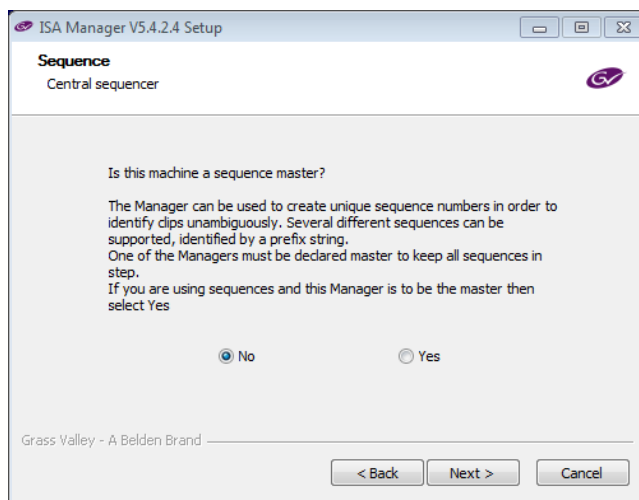 ISA Manager V5.4.2.4 Setup
Sequence
Central sequencer
GV
Is this machine a sequence master?
The Manager can be used to create unique sequence numbers in order to
identify clips unambiguously. Several different sequences can be
supported, identified by a prefix string.
One of the Managers must be declared master to keep all sequences in
step.
If you are using sequences and this Manager is to be the master then
select Yes
No Yes
Grass Valley - A Belden Brand
< Back Next > Cancel